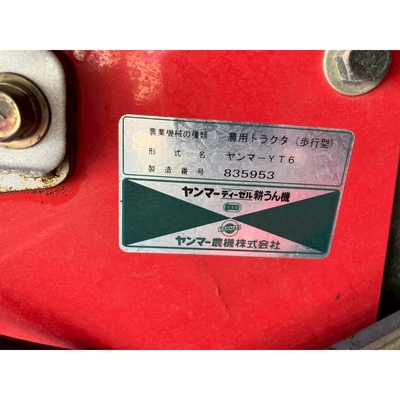 農業機械の種類 農用トラクタ(歩行型)
形式名 ヤンマーYT6
製造番号 835953
ヤンマーディーゼル耕うん機
ヤンマー農機株式会社